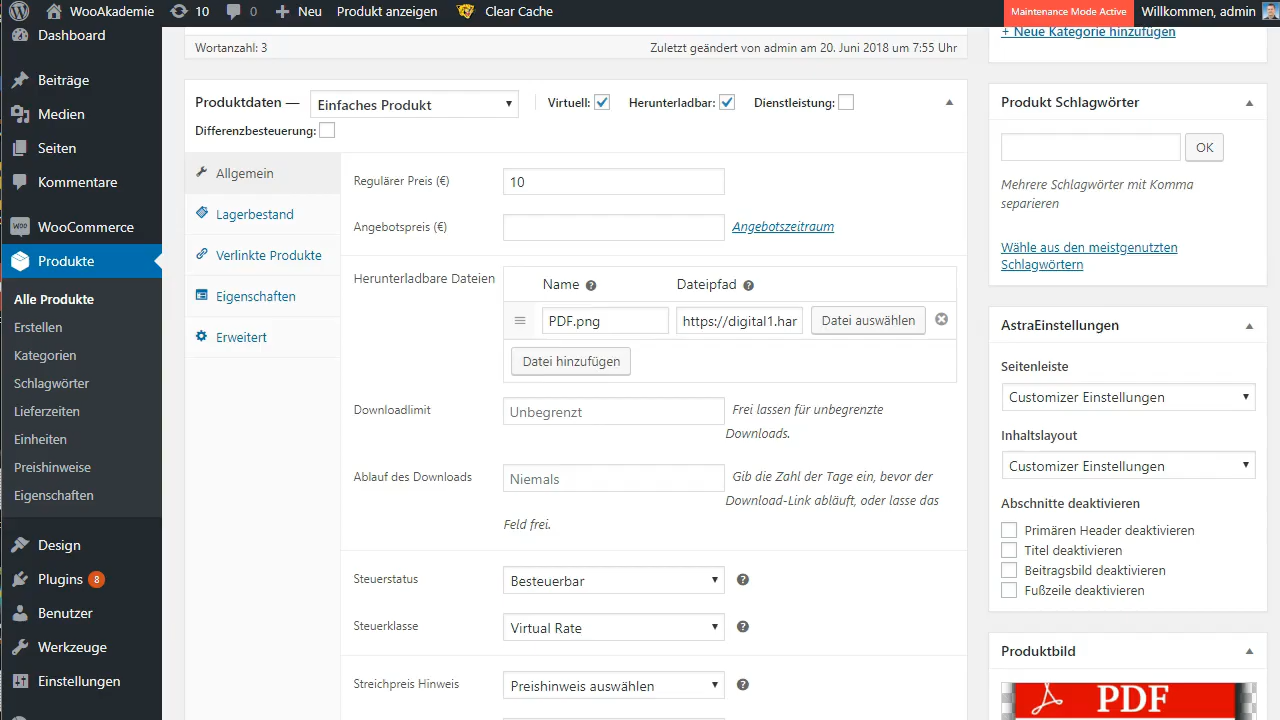 WooAkademie 10 0 Neu Produkt anzeigen Clear Cache Maintenance Mode Active Willkommen, admin
Dashboard
Beiträge
Medien
Seiten
Kommentare
WooCommerce
Produkte
Alle Produkte
Erstellen
Kategorien
Schlagwörter
Lieferzeiten
Einheiten
Preishinweise
Eigenschaften
Design
Plugins 8
Benutzer
Werkzeuge
Einstellungen
Wortanzahl: 3 Zuletzt geändert von admin am 20. Juni 2018 um 7:55 Uhr
Produktdaten — Einfaches Produkt Virtuell: Herunterladbar: Dienstleistung:
Differenzbesteuerung:
Allgemein
Lagerbestand
Verlinkte Produkte
Eigenschaften
Erweitert
Regulärer Preis (€) 10
Angebotspreis (€) Angebotszeitraum
Herunterladbare Dateien Name Dateipfad
PDF.png https://digital1.har Datei auswählen
Datei hinzufügen
Downloadlimit Unbegrenzt Frei lassen für unbegrenzte
Downloads.
Ablauf des Downloads Niemals Gib die Zahl der Tage ein, bevor der
Download-Link abläuft, oder lasse das
Feld frei.
Steuerstatus Besteuerbar
Steuerklasse Virtual Rate
Streichpreis Hinweis Preishinweis auswählen
+ Neue Kategorie hinzufügen
Produkt Schlagwörter
OK
Mehrere Schlagwörter mit Komma
separieren
Wähle aus den meistgenutzten
Schlagwörtern
AstraEinstellungen
Seitenleiste
Customizer Einstellungen
Inhaltslayout
Customizer Einstellungen
Abschnitte deaktivieren
Primären Header deaktivieren
Titel deaktivieren
Beitragsbild deaktivieren
Fußzeile deaktivieren
Produktbild
PDF